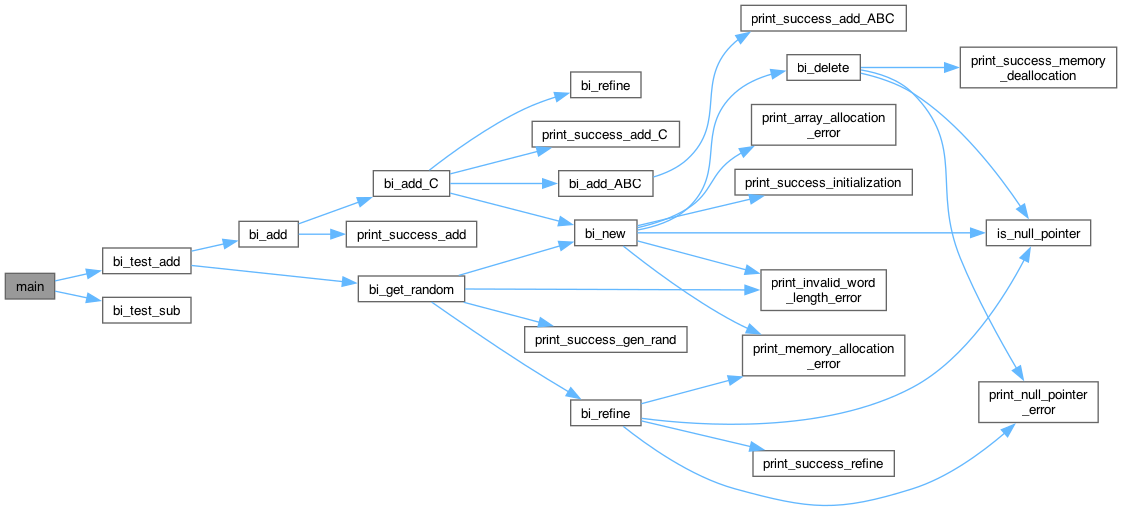 print_success_add_ABC
bi_delete
print_success_memory
_deallocation
bi_refine
print_array_allocation
_error
print_success_add_C
bi_add_C
bi_add_ABC
print_success_initialization
bi_add
print_success_add
bi_new
is_null_pointer
bi_test_add
main
bi_get_random
print_invalid_word
_length_error
bi_test_sub
print_success_gen_rand
print_memory_allocation
_error
bi_refine
print_null_pointer
_error
print_success_refine